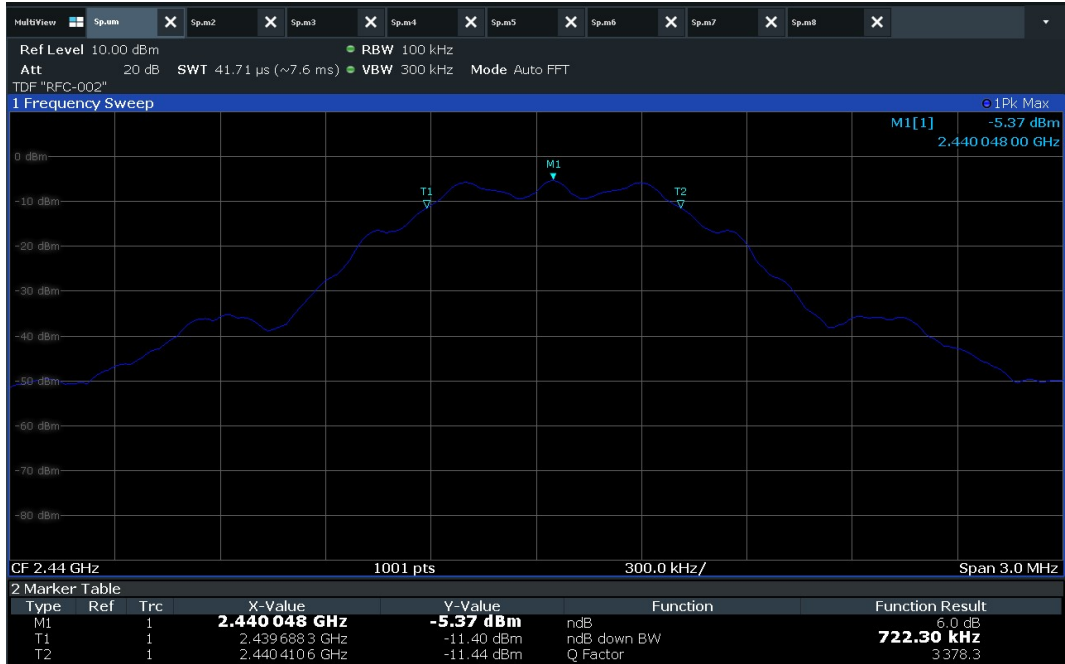 MultiView Sp.um Sp.m2 Sp.m3 Sp.m4 Sp.m5 Sp.m6 Sp.m7 Sp.m8
Ref Level 10.00 dBm RBW 100 kHz
Att 20 dB SWT 41.71 µs (~7.6 ms) VBW 300 kHz Mode Auto FFT
TDF "RFC-002"
1 Frequency Sweep 1Pk Max
M1[1] -5.37 dBm
2.440 048 00 GHz
0 dBm
M1
T1 T2
-10 dBm
-20 dBm
-30 dBm
-40 dBm
-50 dBm
-60 dBm
-70 dBm
-80 dBm
CF 2.44 GHz 1001 pts 300.0 kHz/ Span 3.0 MHz
2 Marker Table
Type Ref Trc X-Value Y-Value Function Function Result
M1 1 2.440 048 GHz -5.37 dBm ndB 6.0 dB
T1 1 2.439 688 3 GHz -11.40 dBm ndB down BW 722.30 kHz
T2 1 2.440 410 6 GHz -11.44 dBm Q Factor 3 378.3